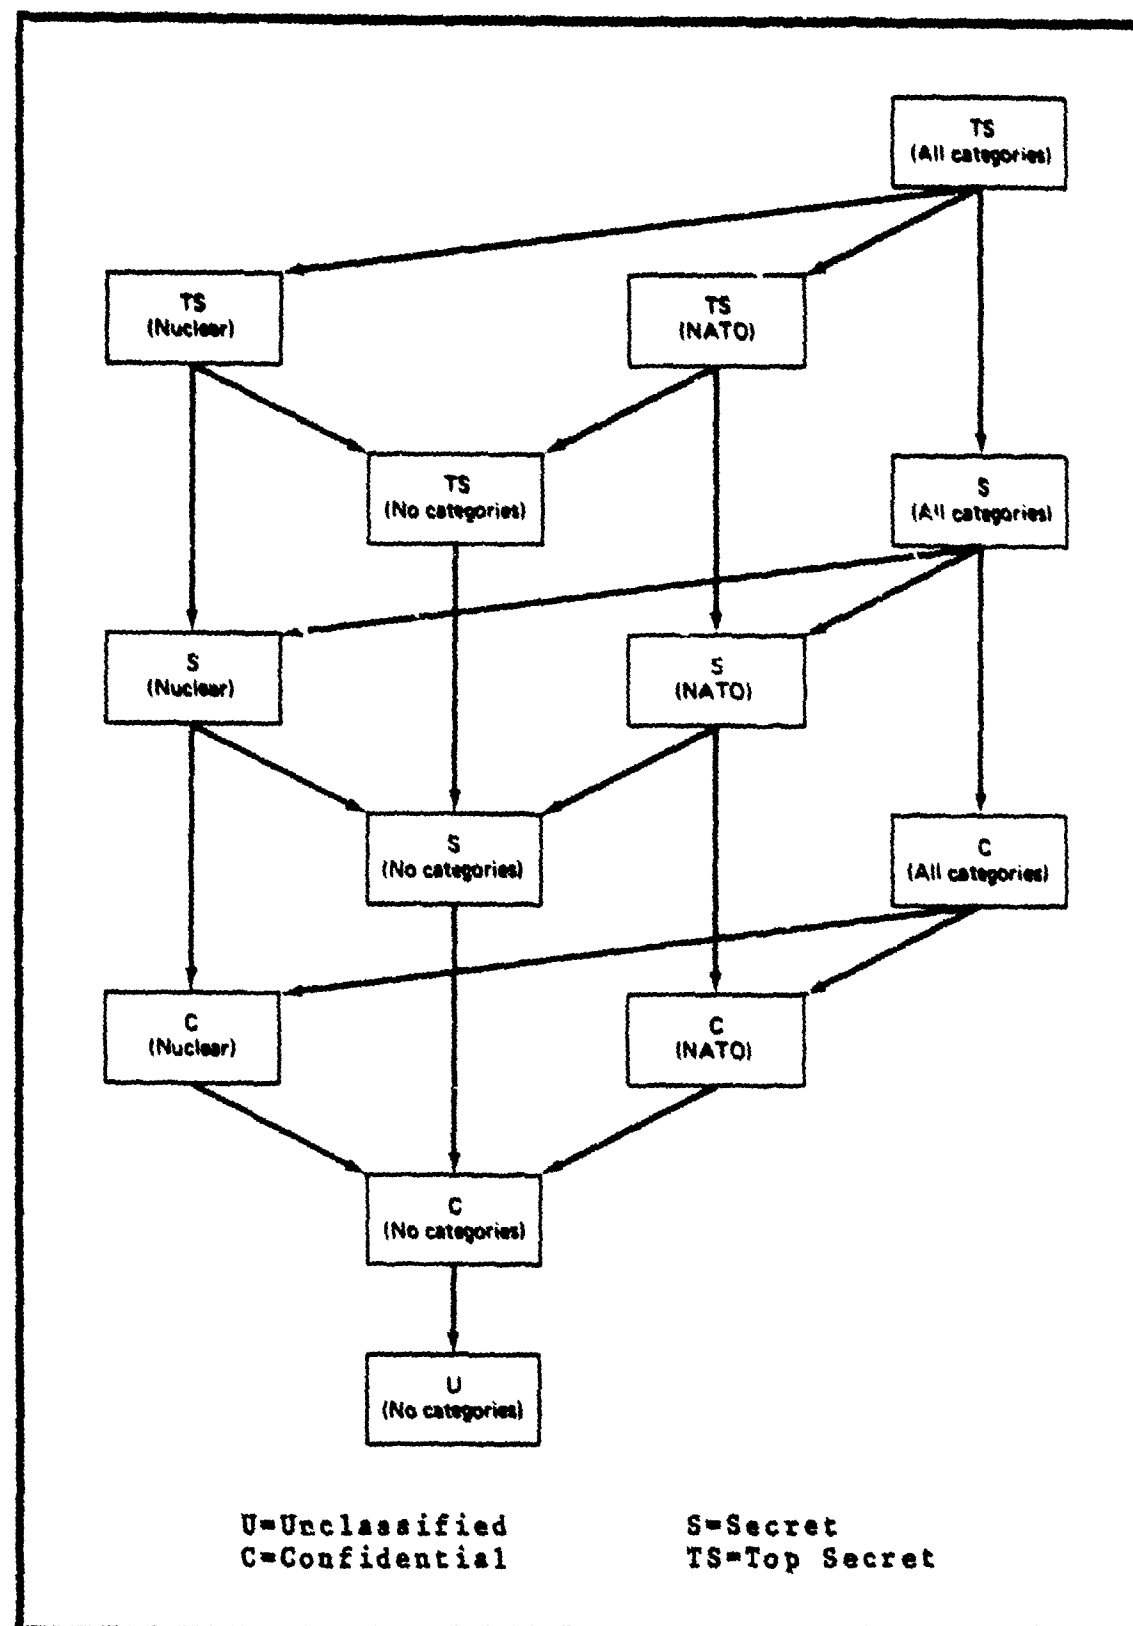 TS
(All categories)
TS
(Nuclear)
TS
(NATO)
TS
(No categories)
S
(All categories)
S
(Nuclear)
S
(NATO)
S
(No categories)
C
(All categories)
C
(Nuclear)
C
(NATO)
C
(No categories)
U
(No categories)
U=Unclassified
C=Confidential
S=Secret
TS=Top Secret